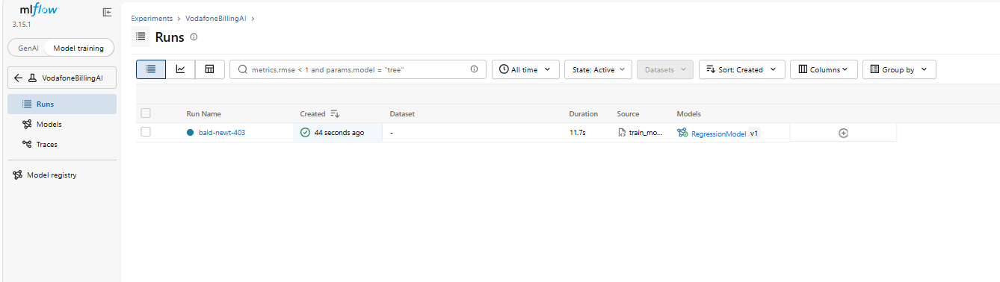 mlflow
3.15.1
GenAI Model training
VodafoneBillingAI
Runs
Models
Traces
Model registry
Experiments > VodafoneBillingAI >
Runs
metrics.rmse < 1 and params.model = "tree"
All time
State: Active
Datasets
Sort: Created
Columns
Group by
Run Name Created Dataset Duration Source Models
bald-newt-403 44 seconds ago - 11.7s train_mo... RegressionModel v1